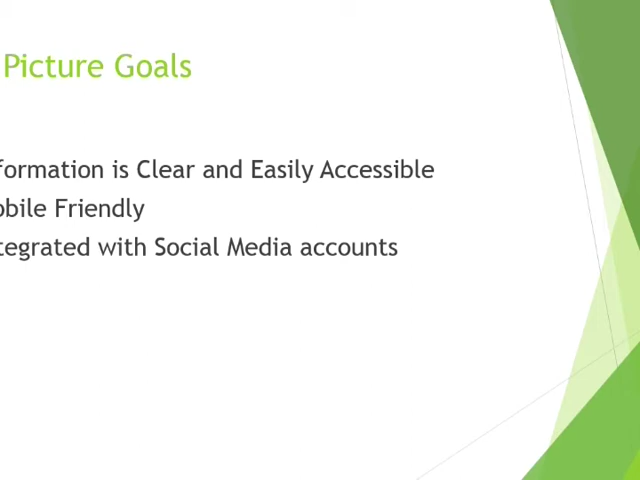 Picture Goals
formation is Clear and Easily Accessible
obile Friendly
tegrated with Social Media accounts